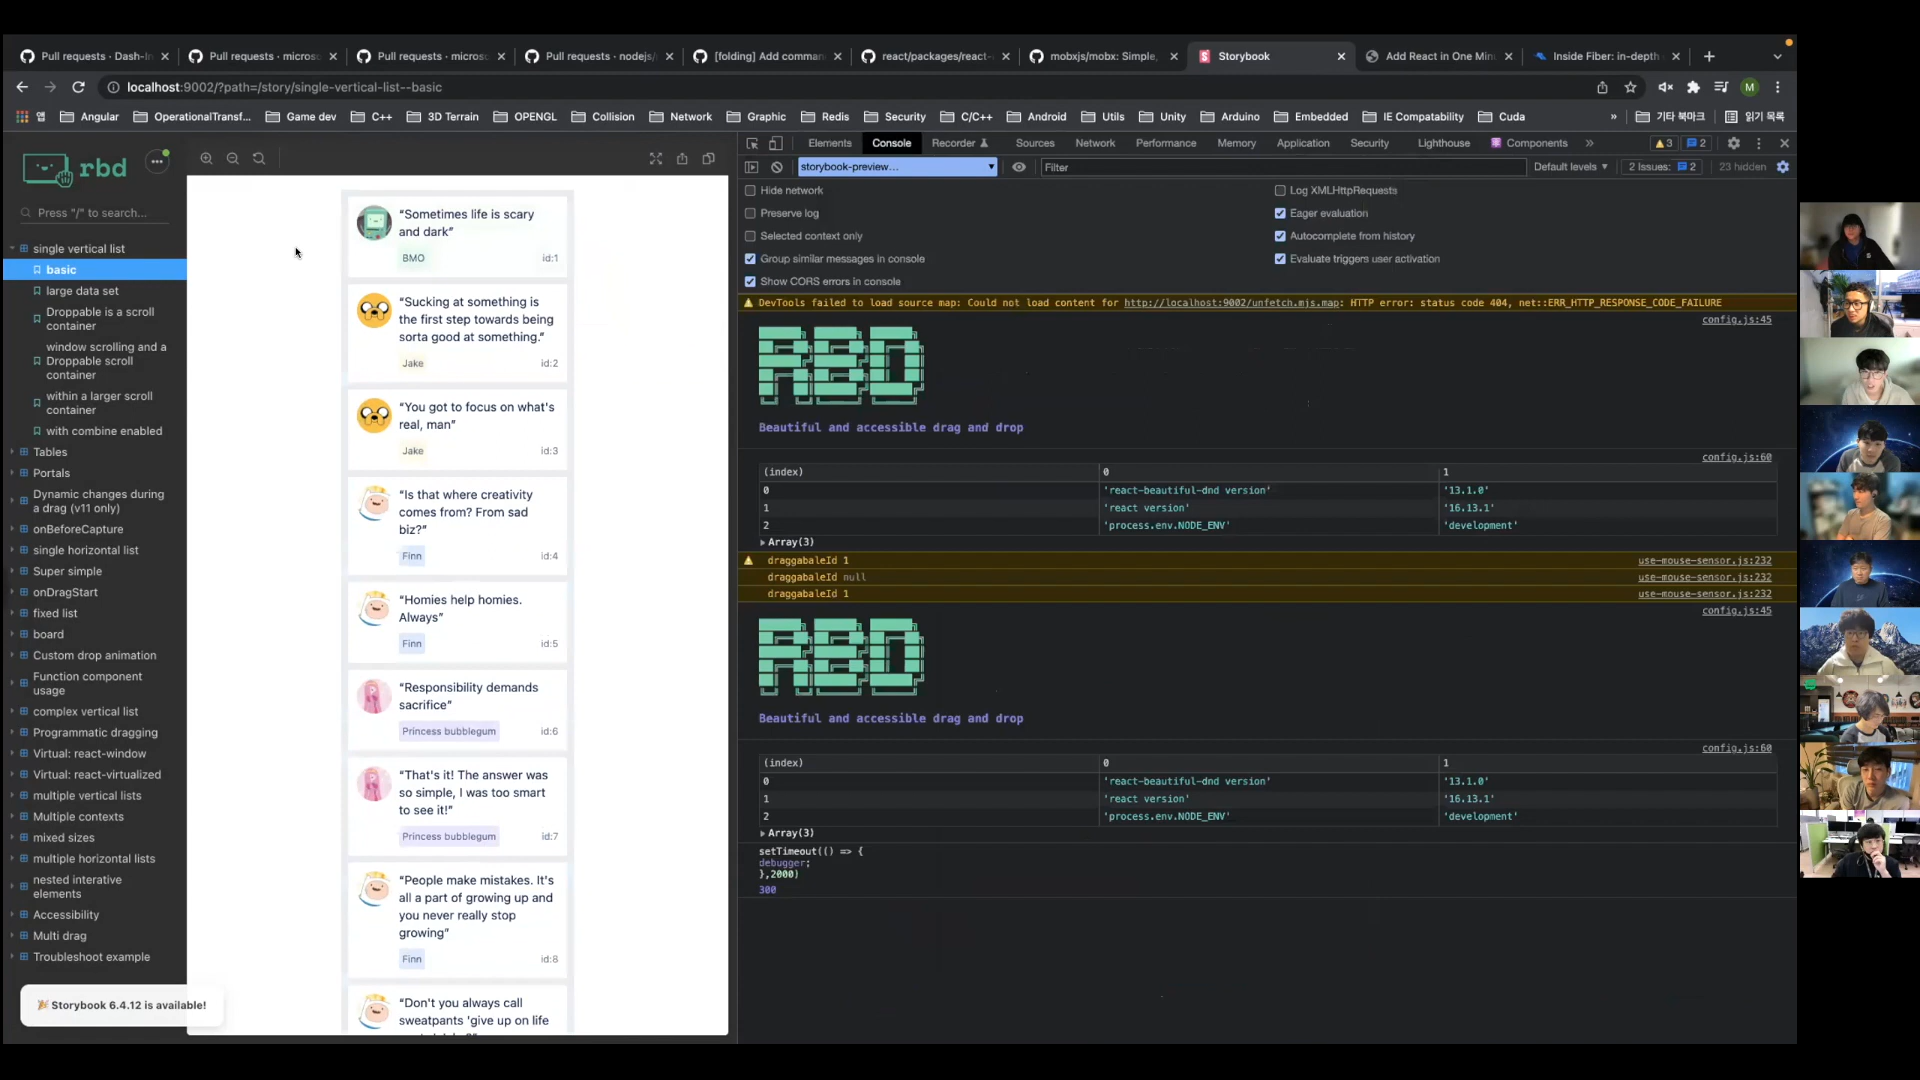 Pull requests · Dash-In
Pull requests · microso
Pull requests · microso
Pull requests · nodejs/
[folding] Add comman
react/packages/react-
mobxjs/mobx: Simple,
Storybook
Add React in One Min
Inside Fiber: in-depth
localhost:9002/?path=/story/single-vertical-list--basic
M
앱
Angular
OperationalTransf...
Game dev
C++
3D Terrain
OPENGL
Collision
Network
Graphic
Redis
Security
C/C++
Android
Utils
Unity
Arduino
Embedded
IE Compatability
Cuda
»
기타 북마크
읽기 목록
rbd
Press "/" to search...
single vertical list
basic
large data set
Droppable is a scroll
container
window scrolling and a
Droppable scroll
container
within a larger scroll
container
with combine enabled
Tables
Portals
Dynamic changes during
a drag (v11 only)
onBeforeCapture
single horizontal list
Super simple
onDragStart
fixed list
board
Custom drop animation
Function component
usage
complex vertical list
Programmatic dragging
Virtual: react-window
Virtual: react-virtualized
multiple vertical lists
Multiple contexts
mixed sizes
multiple horizontal lists
nested interative
elements
Accessibility
Multi drag
Troubleshoot example
🎉 Storybook 6.4.12 is available!
“Sometimes life is scary
and dark”
BMO id:1
“Sucking at something is
the first step towards being
sorta good at something.”
Jake id:2
“You got to focus on what's
real, man”
Jake id:3
“Is that where creativity
comes from? From sad
biz?”
Finn id:4
“Homies help homies.
Always”
Finn id:5
“Responsibility demands
sacrifice”
Princess bubblegum id:6
“That's it! The answer was
so simple, I was too smart
to see it!”
Princess bubblegum id:7
“People make mistakes. It's
all a part of growing up and
you never really stop
growing”
Finn id:8
“Don't you always call
sweatpants 'give up on life
Elements
Console
Recorder
Sources
Network
Performance
Memory
Application
Security
Lighthouse
Components
»
3
2
storybook-preview…
Filter
Default levels
2 Issues: 2
23 hidden
Hide network
Log XMLHttpRequests
Preserve log
Eager evaluation
Selected context only
Autocomplete from history
Group similar messages in console
Evaluate triggers user activation
Show CORS errors in console
DevTools failed to load source map: Could not load content for http://localhost:9002/unfetch.mjs.map: HTTP error: status code 404, net::ERR_HTTP_RESPONSE_CODE_FAILURE
config.js:45
RBD
Beautiful and accessible drag and drop
config.js:60
(index) 0 1
0 'react-beautiful-dnd version' '13.1.0'
1 'react version' '16.13.1'
2 'process.env.NODE_ENV' 'development'
Array(3)
draggabaleId 1 use-mouse-sensor.js:232
draggabaleId null use-mouse-sensor.js:232
draggabaleId 1 use-mouse-sensor.js:232
config.js:45
RBD
Beautiful and accessible drag and drop
config.js:60
(index) 0 1
0 'react-beautiful-dnd version' '13.1.0'
1 'react version' '16.13.1'
2 'process.env.NODE_ENV' 'development'
Array(3)
setTimeout(() => {
debugger;
},2000)
300